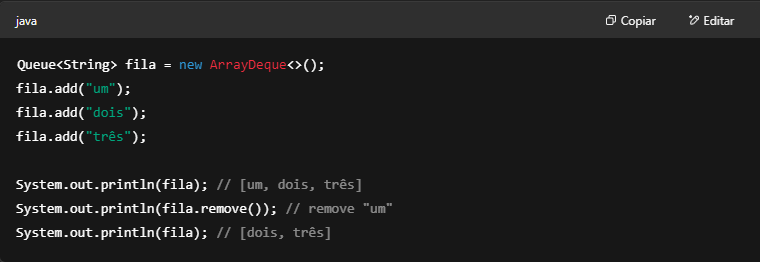 java
Copiar
Editar
Queue<String> fila = new ArrayDeque<>();
fila.add("um");
fila.add("dois");
fila.add("três");
System.out.println(fila); // [um, dois, três]
System.out.println(fila.remove()); // remove "um"
System.out.println(fila); // [dois, três]